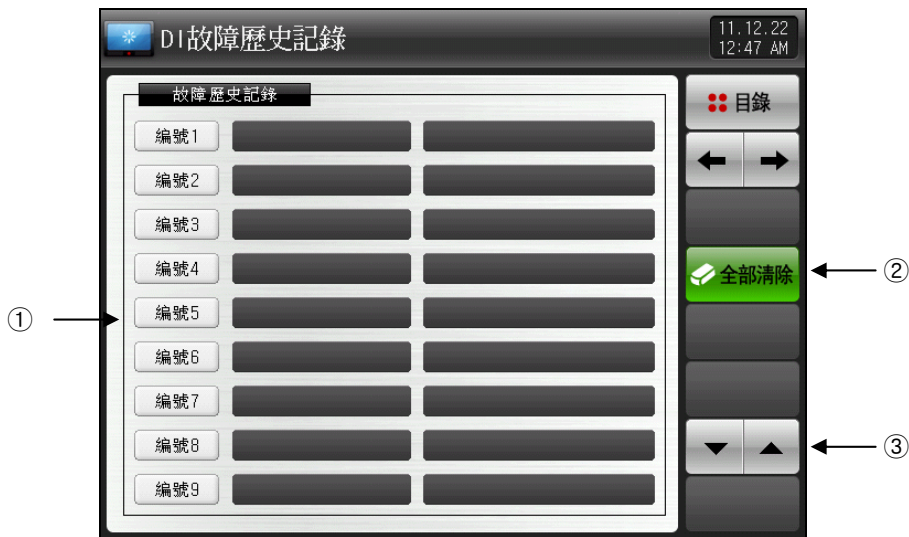 DI故障歷史記錄
11.12.22
12:47 AM
故障歷史記錄
目錄
編號1
編號2
編號3
編號4
全部清除
②
①
編號5
編號6
編號7
編號8
③
編號9